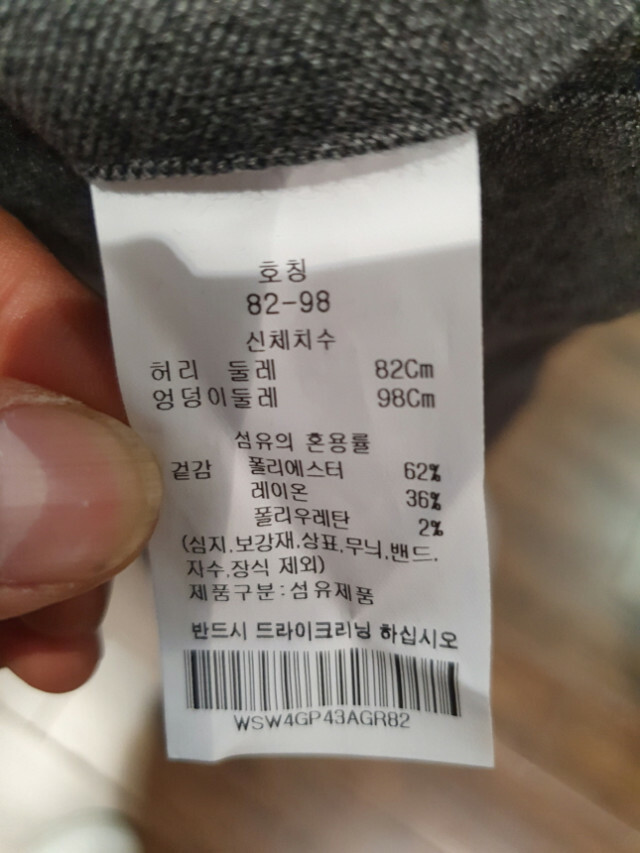 호칭
82-98
신체치수
허리 둘레 82Cm
엉덩이둘레 98Cm
섬유의 혼용률
겉감 폴리에스터 62%
레이온 36%
폴리우레탄 2%
(심지.보강재.상표.무늬.밴드.
자수.장식 제외)
제품구분:섬유제품
반드시 드라이크리닝 하십시오
WSW4GP43AGR82